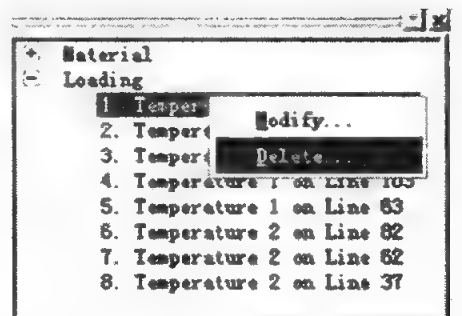 Material
Loading
1. Temper
Modify...
2. Temper
Delete...
3. Temper
4. Temperature 1 on Line 103
5. Temperature 1 on Line 63
6. Temperature 2 on Line 82
7. Temperature 2 on Line 62
8. Temperature 2 on Line 37